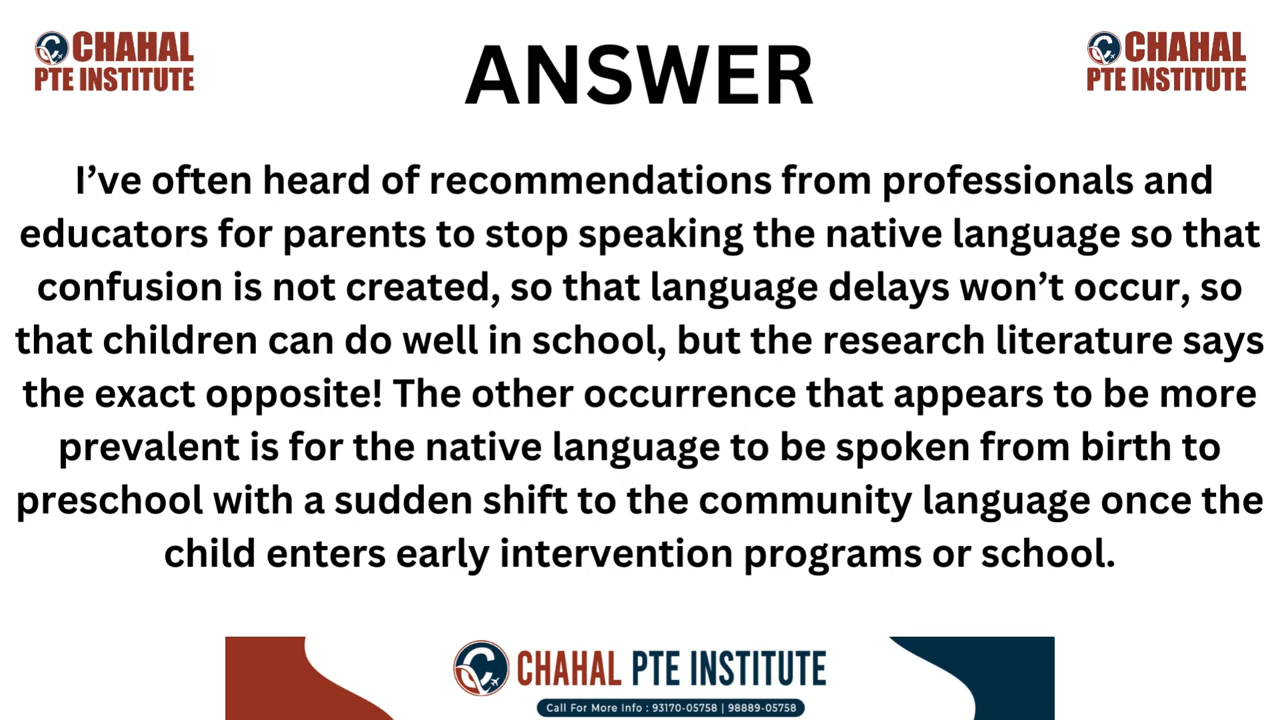 CHAHAL
PTE INSTITUTE
ANSWER
CHAHAL
PTE INSTITUTE
I’ve often heard of recommendations from professionals and
educators for parents to stop speaking the native language so that
confusion is not created, so that language delays won’t occur, so
that children can do well in school, but the research literature says
the exact opposite! The other occurrence that appears to be more
prevalent is for the native language to be spoken from birth to
preschool with a sudden shift to the community language once the
child enters early intervention programs or school.
CHAHAL PTE INSTITUTE
Call For More Info : 93170-05758 | 98889-05758